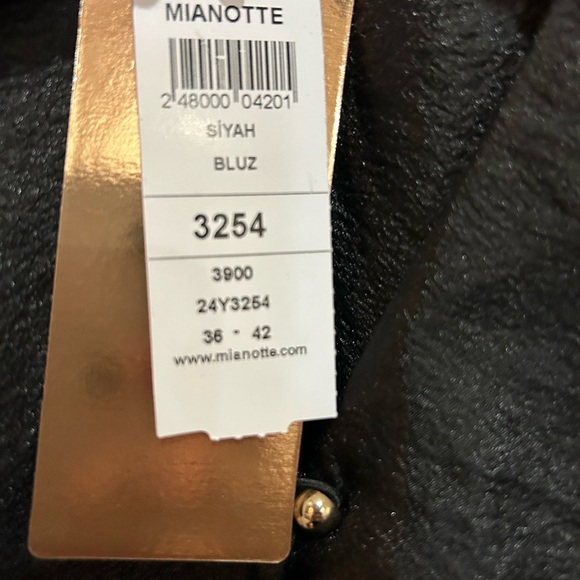 MIANOTTE
2 48000 04201
SİYAH
BLUZ
3254
3900
24Y3254
36 - 42
www.mianotte.com